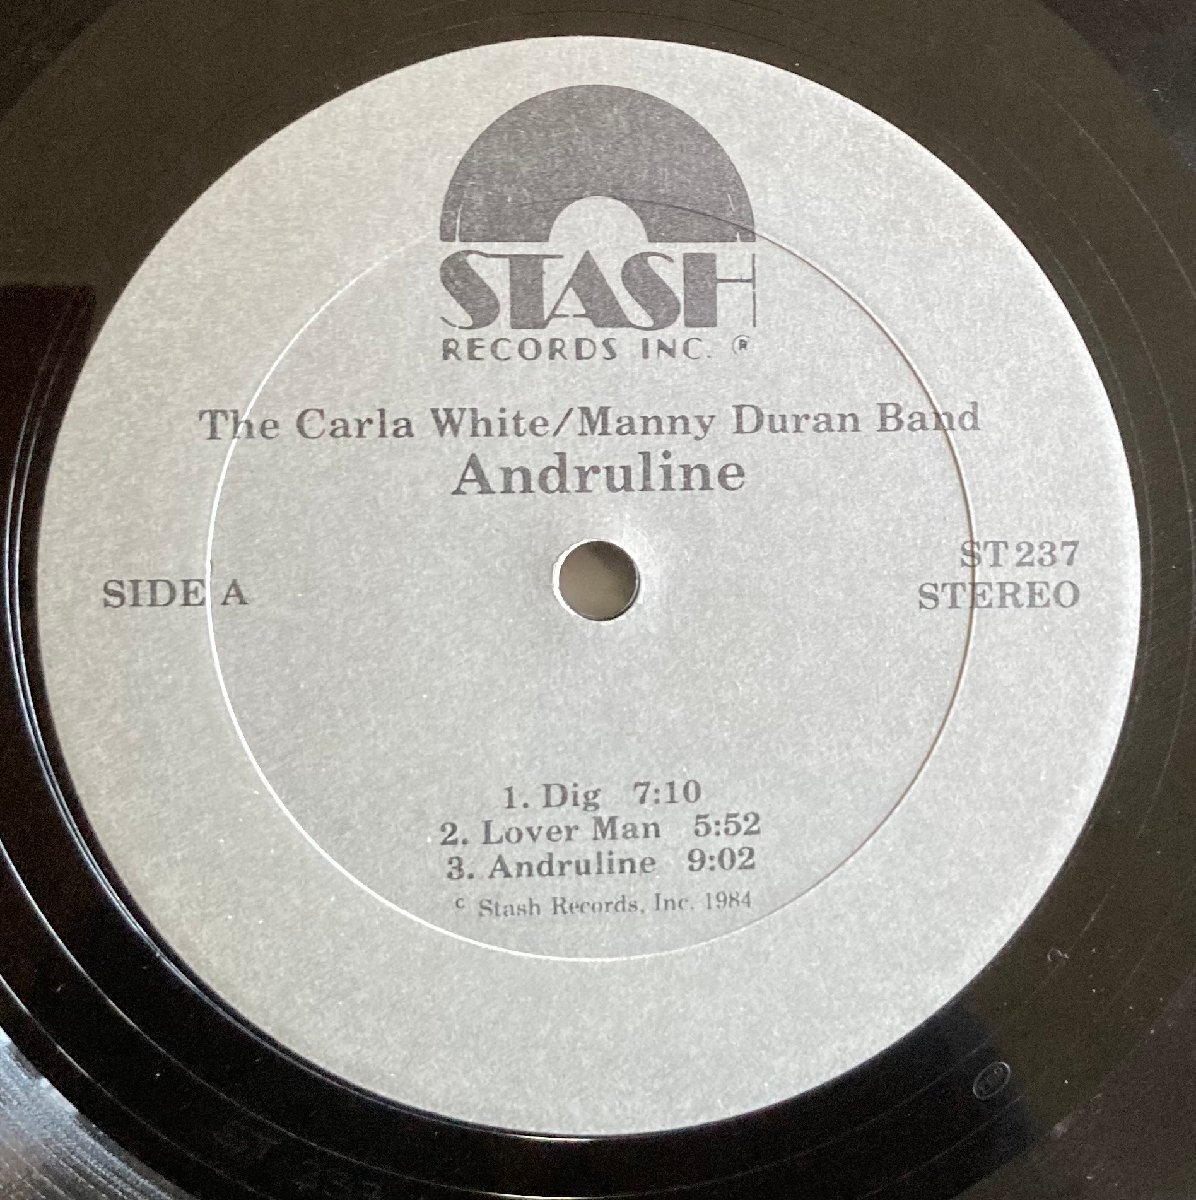 STASH
RECORDS INC. ®
The Carla White/Manny Duran Band
Andruline
ST 237
SIDE A
STEREO
1. Dig 7:10
2. Lover Man 5:52
3. Andruline 9:02
c Stash Records, Inc. 1984